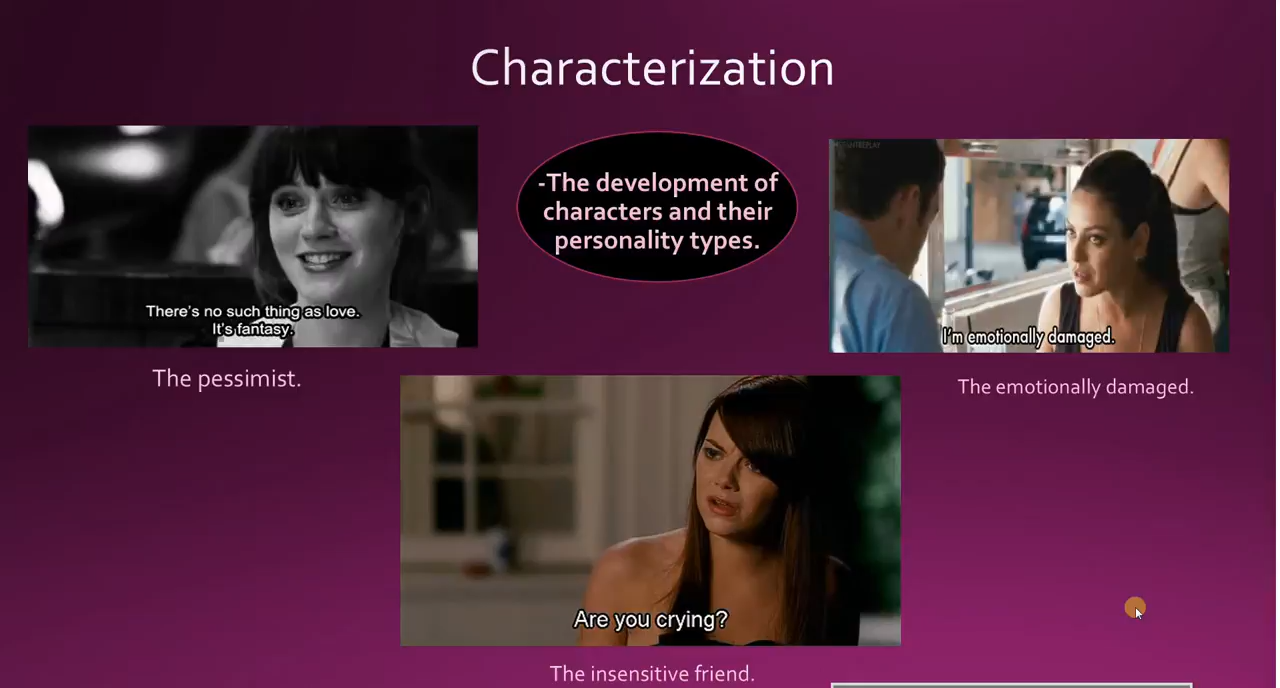 Characterization
-The development of
characters and their
personality types.
There's no such thing as love.
It's fantasy.
I'm emotionally damaged.
The pessimist.
The emotionally damaged.
Are you crying?
The insensitive friend.